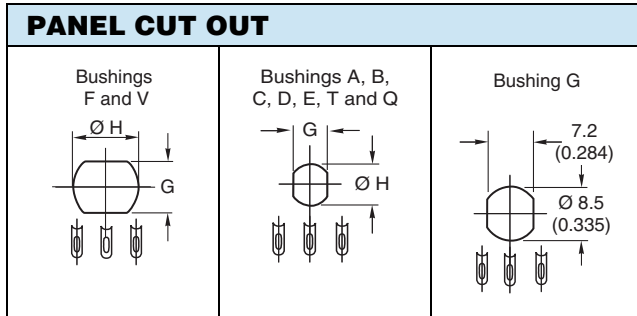 PANEL CUT OUT
Bushings
F and V
Ø H
G
Bushings A, B,
C, D, E, T and Q
G
Ø H
Bushing G
7.2
(0.284)
Ø 8.5
(0.335)